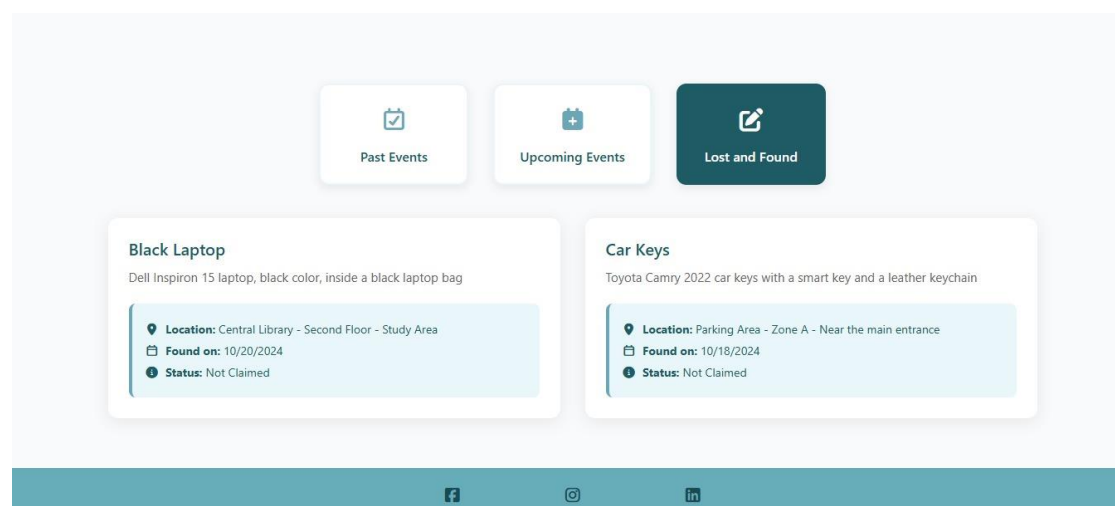 Past Events
Upcoming Events
Lost and Found
Black Laptop
Dell Inspiron 15 laptop, black color, inside a black laptop bag
Location: Central Library - Second Floor - Study Area
Found on: 10/20/2024
Status: Not Claimed
Car Keys
Toyota Camry 2022 car keys with a smart key and a leather keychain
Location: Parking Area - Zone A - Near the main entrance
Found on: 10/18/2024
Status: Not Claimed